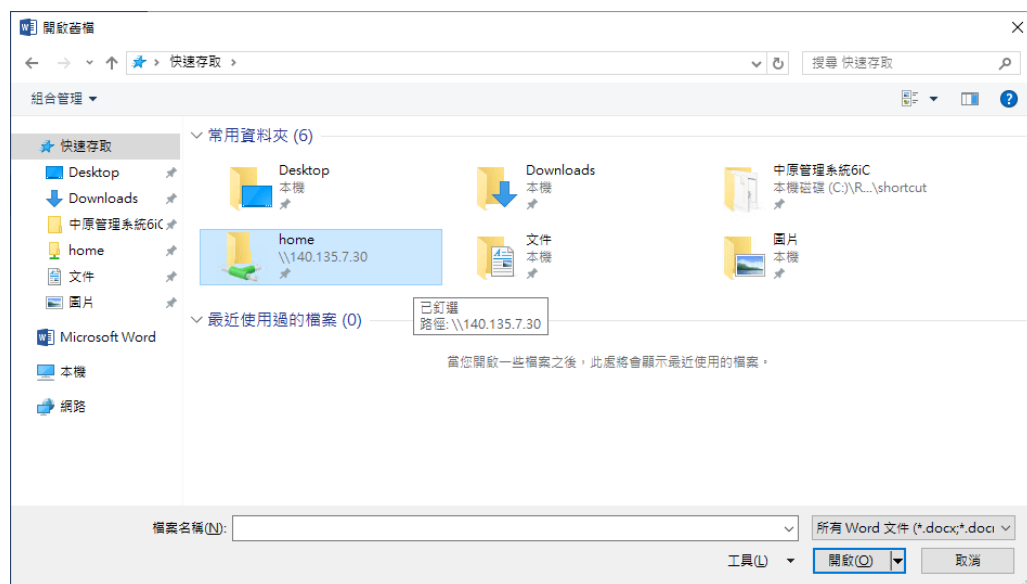 開啟舊檔
快速存取
搜尋 快速存取
組合管理
快速存取
Desktop
Downloads
中原管理系統6iC
home
文件
圖片
Microsoft Word
本機
網路
常用資料夾 (6)
Desktop
本機
Downloads
本機
中原管理系統6iC
本機磁碟 (C:)\R...\shortcut
home
\\140.135.7.30
文件
本機
圖片
本機
已釘選
路徑: \\140.135.7.30
最近使用過的檔案 (0)
當您開啟一些檔案之後，此處將會顯示最近使用的檔案。
檔案名稱(N):
所有 Word 文件 (*.docx;*.docr
工具(L)
開啟(O)
取消